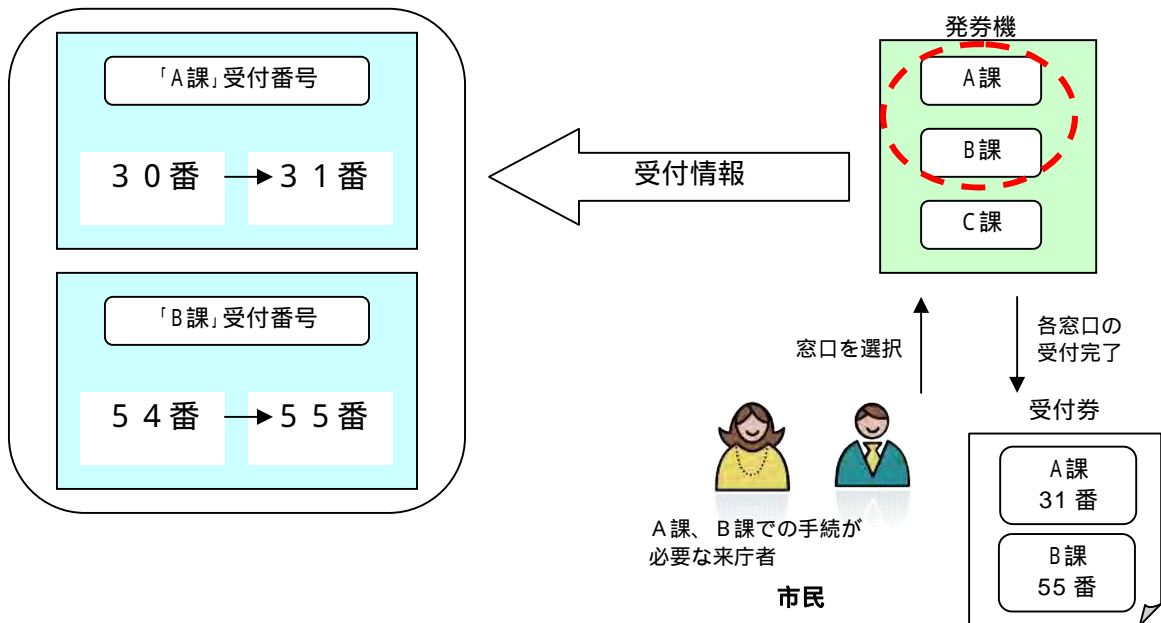 「A課」受付番号
30番 31番
「B課」受付番号
54番 55番
受付情報
発券機
A課
B課
C課
窓口を選択
各窓口の
受付完了
A課、B課での手続が
必要な来庁者
市民
受付券
A課
31番
B課
55番